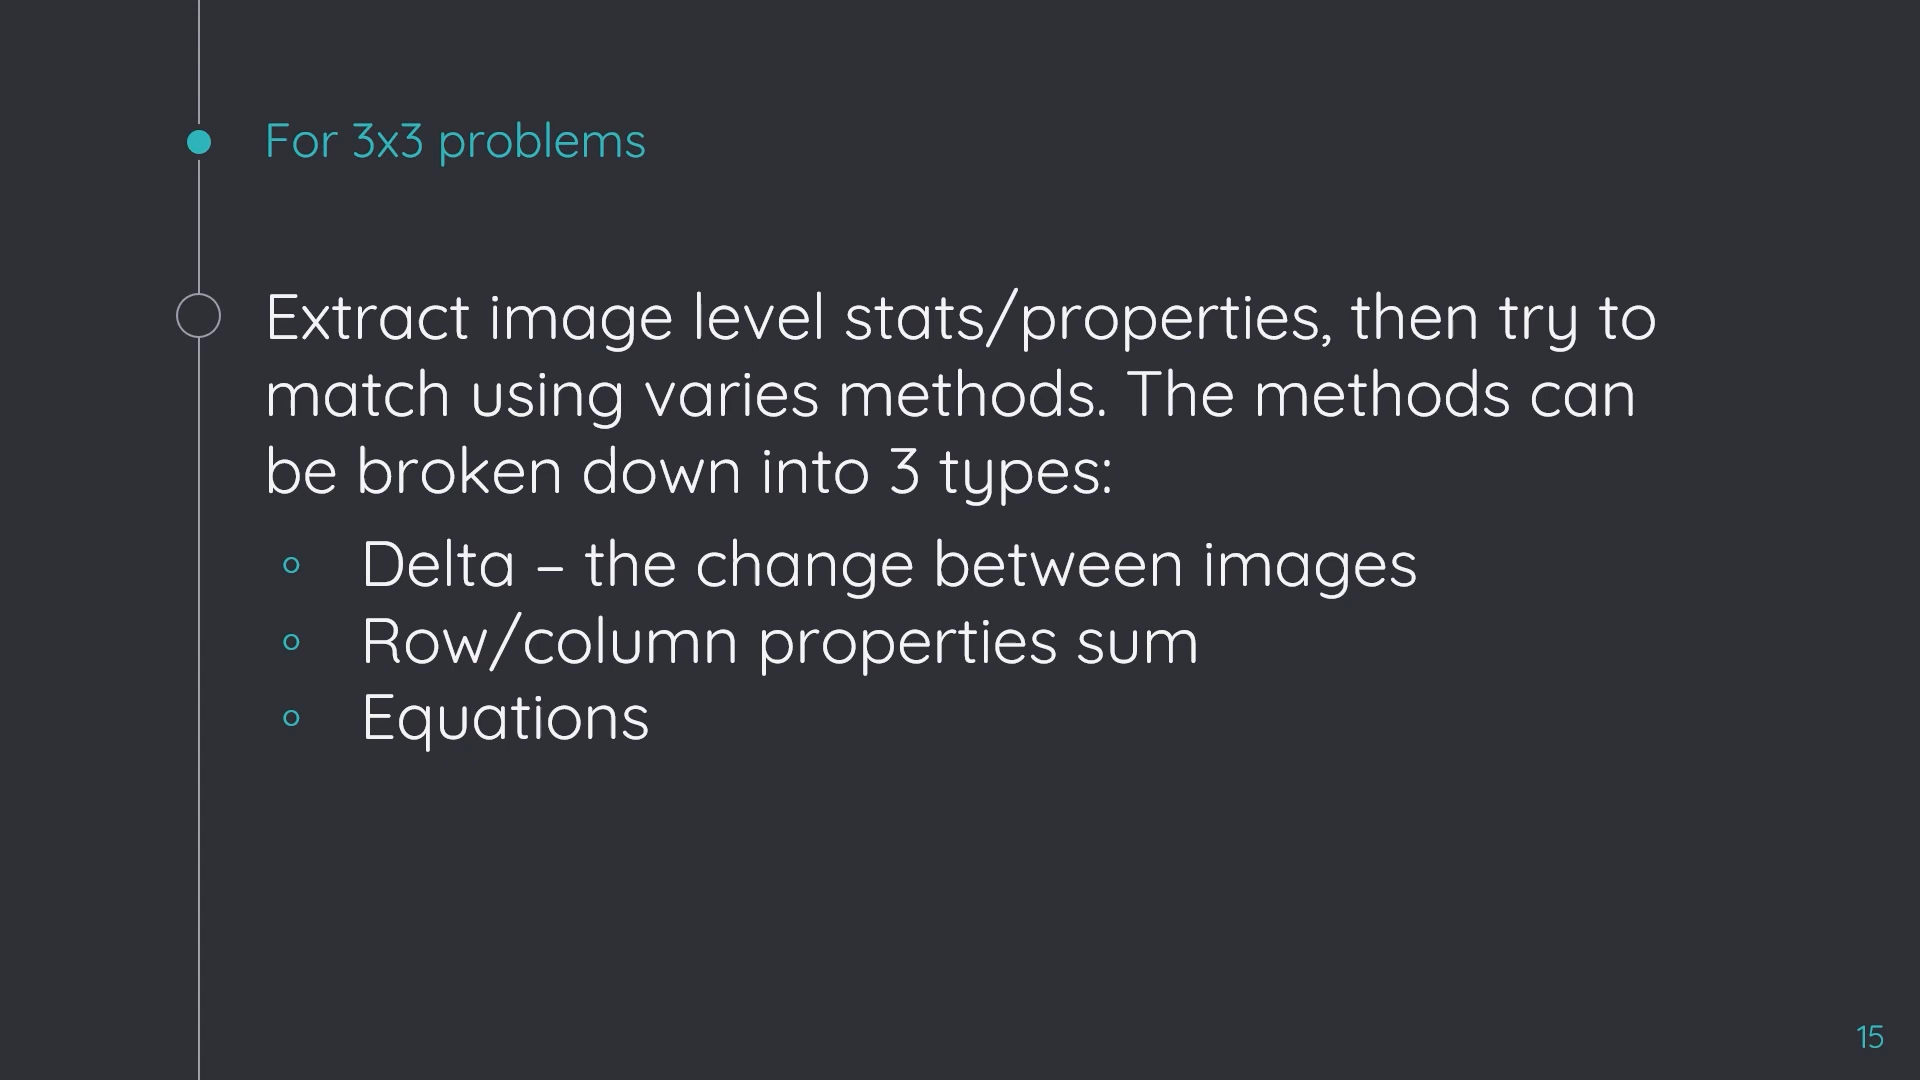 For 3x3 problems
Extract image level stats/properties, then try to
match using varies methods. The methods can
be broken down into 3 types:
Delta – the change between images
Row/column properties sum
Equations
15